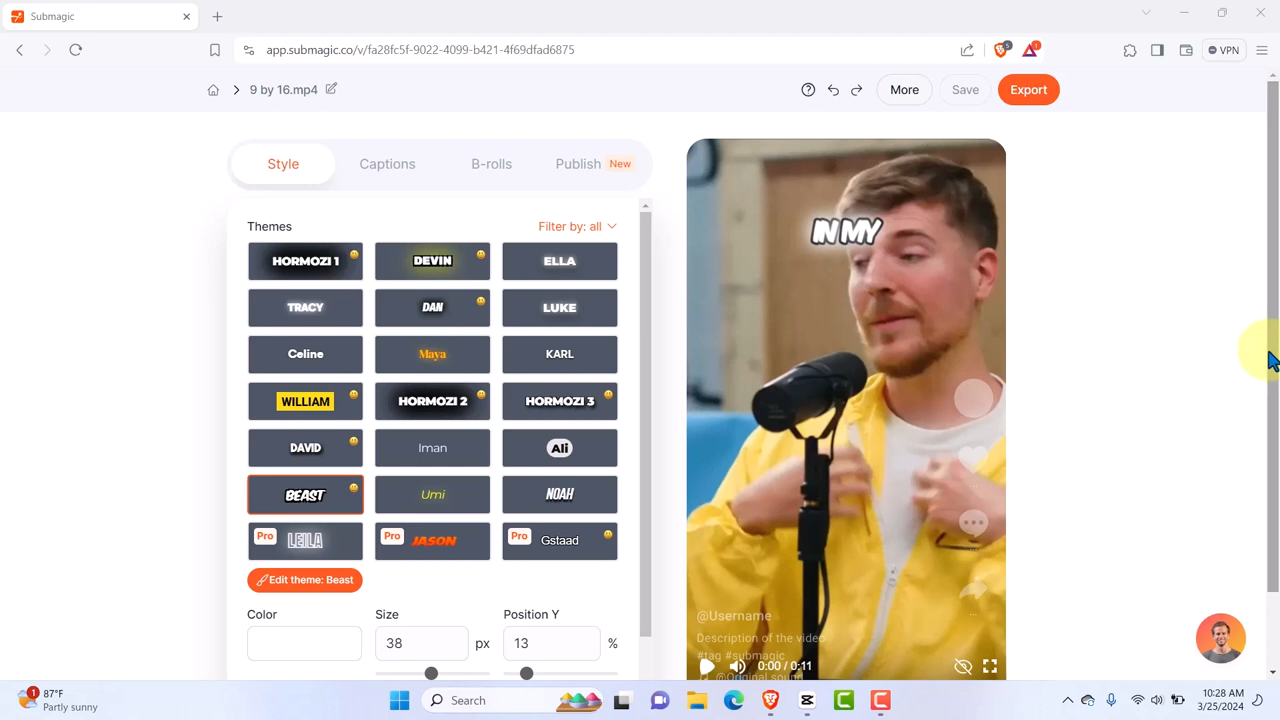 Submagic
app.submagic.co/v/fa28fc5f-9022-4099-b421-4f69dfad6875
5
1
VPN
9 by 16.mp4
More
Save
Export
Style
Captions
B-rolls
Publish New
Themes
Filter by: all
HORMOZI 1
DEVIN
ELLA
TRACY
DAN
LUKE
Celine
Maya
KARL
WILLIAM
HORMOZI 2
HORMOZI 3
DAVID
Iman
Ali
BEAST
Umi
NOAH
Pro LEILA
Pro JASON
Pro Gstaad
Edit theme: Beast
Color
Size
Position Y
38 px
13 %
IN MY
@Username
Description of the video
#tag #submagic
@Original sound
0:00 / 0:11
1
87°F
Partly sunny
Search
10:28 AM
3/25/2024